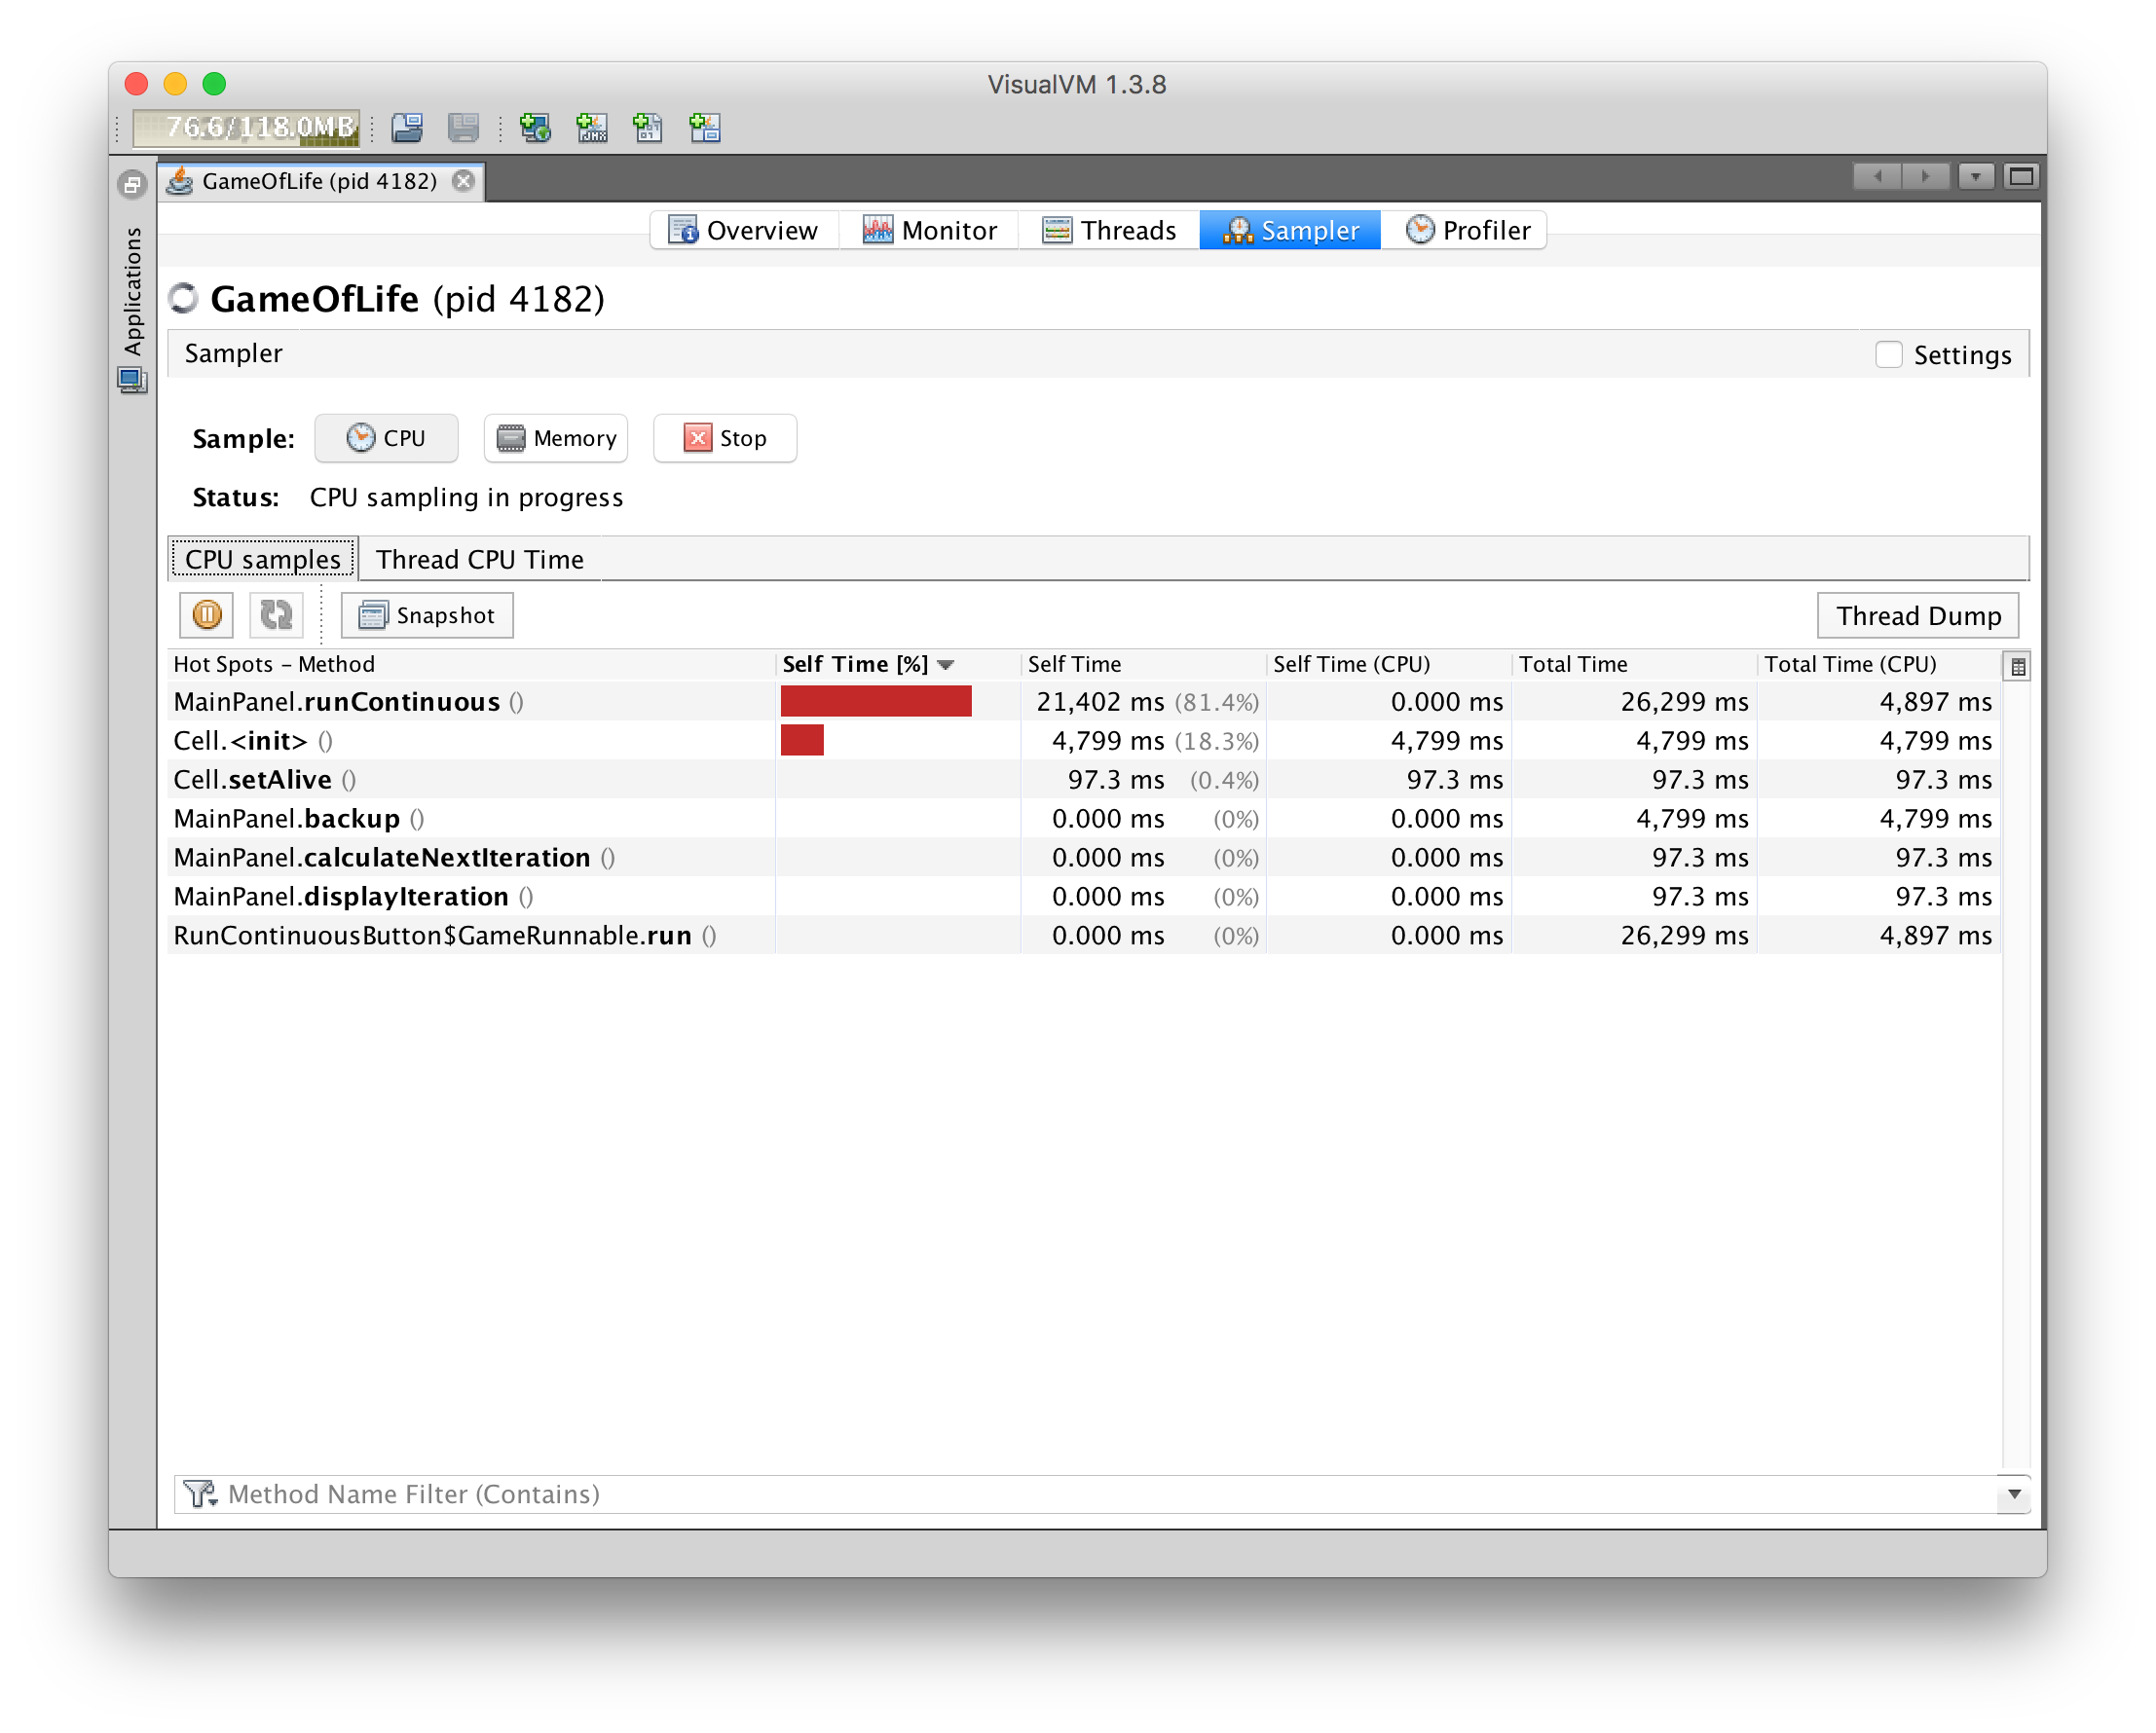 VisualVM 1.3.8
76.6/118.0MB
GameOfLife (pid 4182)
Applications
Overview Monitor Threads Sampler Profiler
GameOfLife (pid 4182)
Sampler Settings
Sample: CPU Memory Stop
Status: CPU sampling in progress
CPU samples Thread CPU Time
Snapshot Thread Dump
Hot Spots – Method Self Time [%] Self Time Self Time (CPU) Total Time Total Time (CPU)
MainPanel.runContinuous () 21,402 ms (81.4%) 0.000 ms 26,299 ms 4,897 ms
Cell.<init> () 4,799 ms (18.3%) 4,799 ms 4,799 ms 4,799 ms
Cell.setAlive () 97.3 ms (0.4%) 97.3 ms 97.3 ms 97.3 ms
MainPanel.backup () 0.000 ms (0%) 0.000 ms 4,799 ms 4,799 ms
MainPanel.calculateNextIteration () 0.000 ms (0%) 0.000 ms 97.3 ms 97.3 ms
MainPanel.displayIteration () 0.000 ms (0%) 0.000 ms 97.3 ms 97.3 ms
RunContinuousButton$GameRunnable.run () 0.000 ms (0%) 0.000 ms 26,299 ms 4,897 ms
Method Name Filter (Contains)